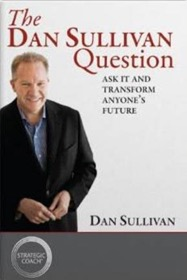 The
DAN SULLIVAN
QUESTION
ASK IT AND
TRANSFORM
ANYONE'S
FUTURE
DAN SULLIVAN
STRATEGIC
COACH